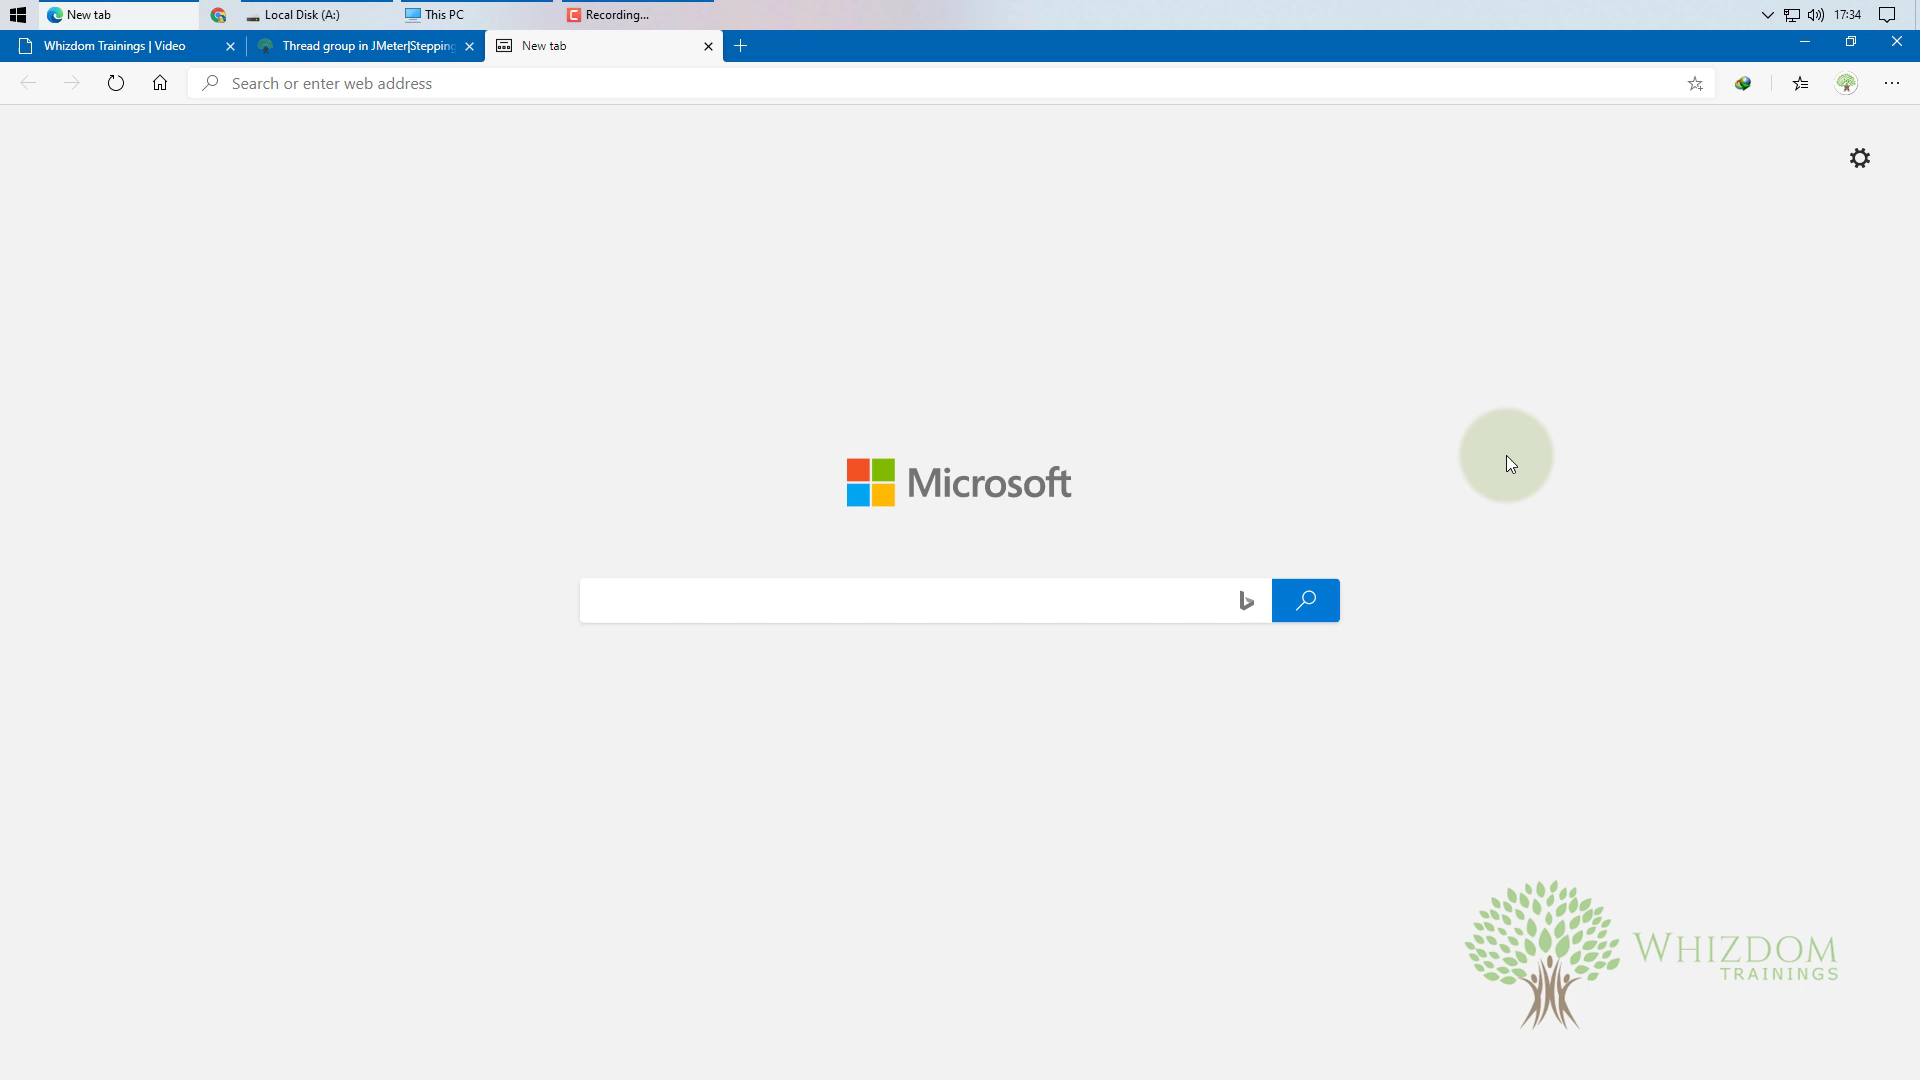 New tab
Local Disk (A:)
This PC
Recording...
17:34
Whizdom Trainings | Video
Thread group in JMeter|Stepping
New tab
Search or enter web address
Microsoft
WHIZDOM
TRAININGS